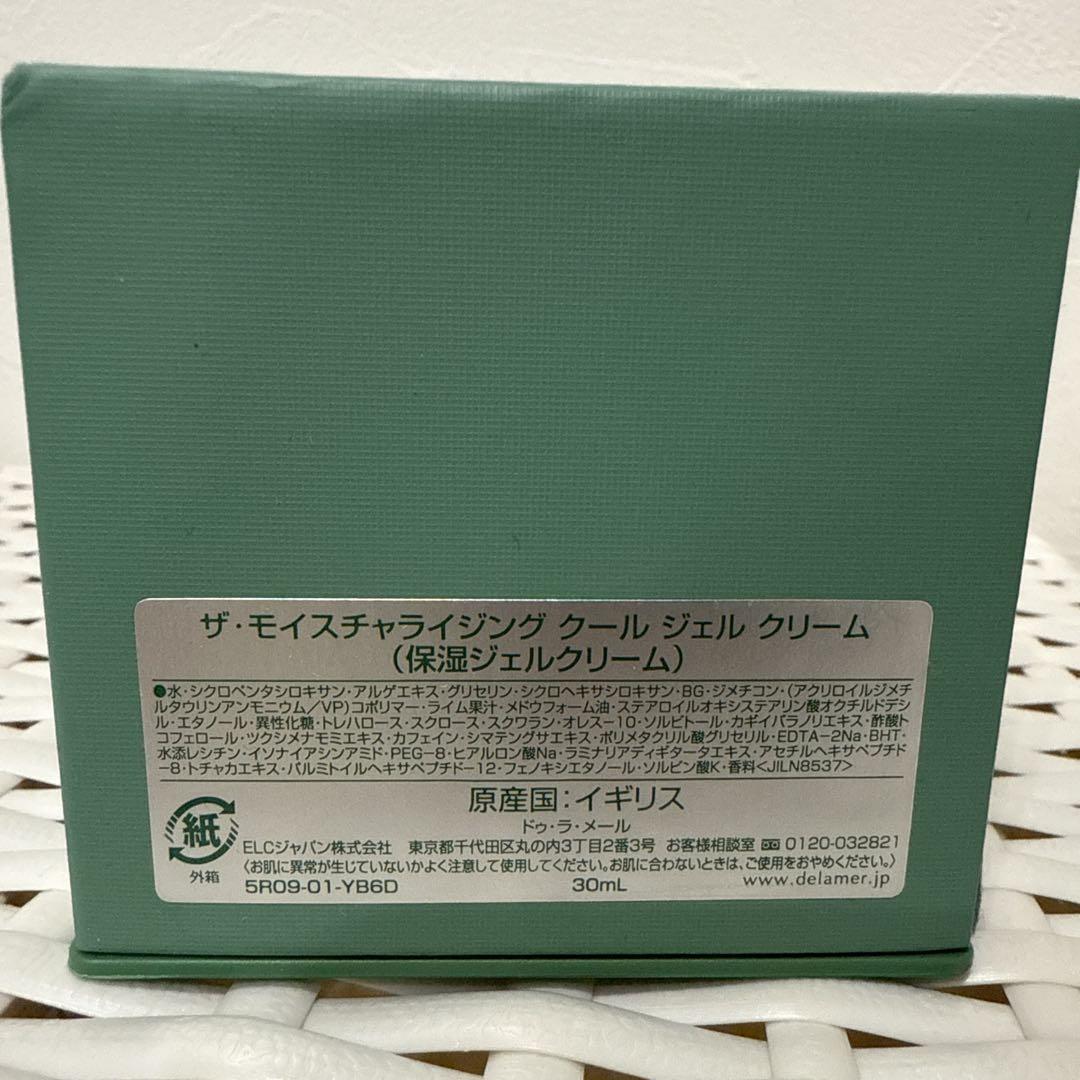 ザ・モイスチャライジング クール ジェル クリーム
(保湿ジェルクリーム)
●水・シクロペンタシロキサン・アルゲエキス・グリセリン・シクロヘキサシロキサン・BG・ジメチコン・(アクリロイルジメチ
ルタウリンアンモニウム/VP)コポリマー・ライム果汁・メドウフォーム油・ステアロイルオキシステアリン酸オクチルドデシ
ル・エタノール・異性化糖・トレハロース・スクロース・スクワラン・オレス-10・ソルビトール・カギイバラノリエキス・酢酸ト
コフェロール・ツクシメナモミエキス・カフェイン・シマテングサエキス・ポリメタクリル酸グリセリル・EDTA-2Na・BHT・
水添レシチン・イソナイアシンアミド・PEG-8・ヒアルロン酸Na・ラミナリアディギタータエキス・アセチルヘキサペプチド
-8・トチャカエキス・パルミトイルヘキサペプチド-12・フェノキシエタノール・ソルビン酸K・香料<JILN8537>
原産国:イギリス
ドゥ・ラ・メール
紙
外箱
ELCジャパン株式会社 東京都千代田区丸の内3丁目2番3号 お客様相談室 0120-032821
〈お肌に異常が生じていないかよく注意して使用してください。お肌に合わないときは、ご使用をおやめください。〉
5R09-01-YB6D 30mL www.delamer.jp